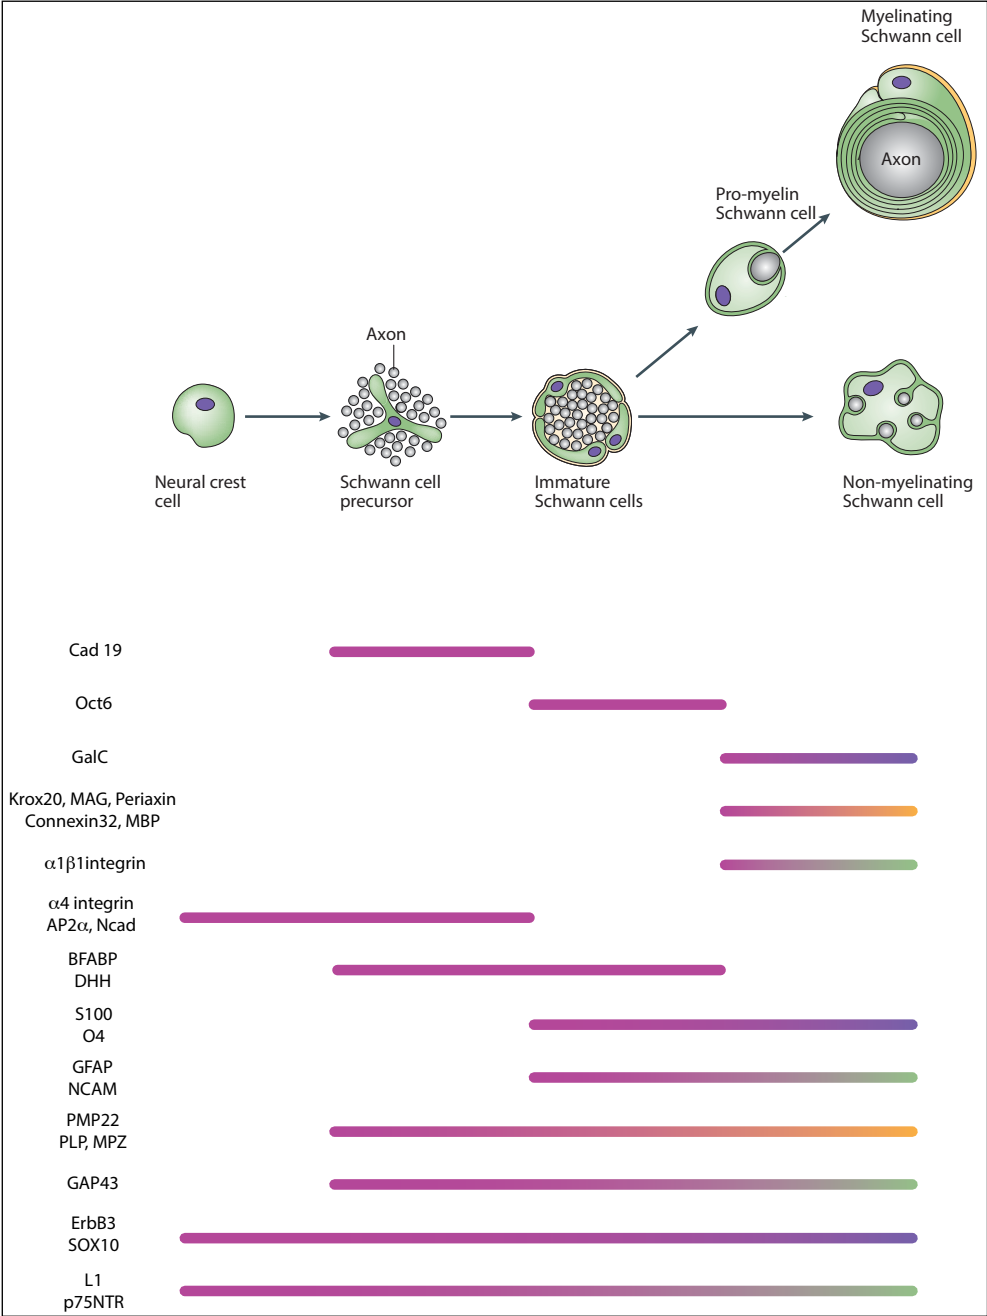 Myelinating
Schwann cell
Axon
Pro-myelin
Schwann cell
Axon
Neural crest
cell
Schwann cell
precursor
Immature
Schwann cells
Non-myelinating
Schwann cell
Cad 19
Oct6
GalC
Krox20, MAG, Periaxin
Connexin32, MBP
α1β1integrin
α4 integrin
AP2α, Ncad
BFABP
DHH
S100
O4
GFAP
NCAM
PMP22
PLP, MPZ
GAP43
ErbB3
SOX10
L1
p75NTR